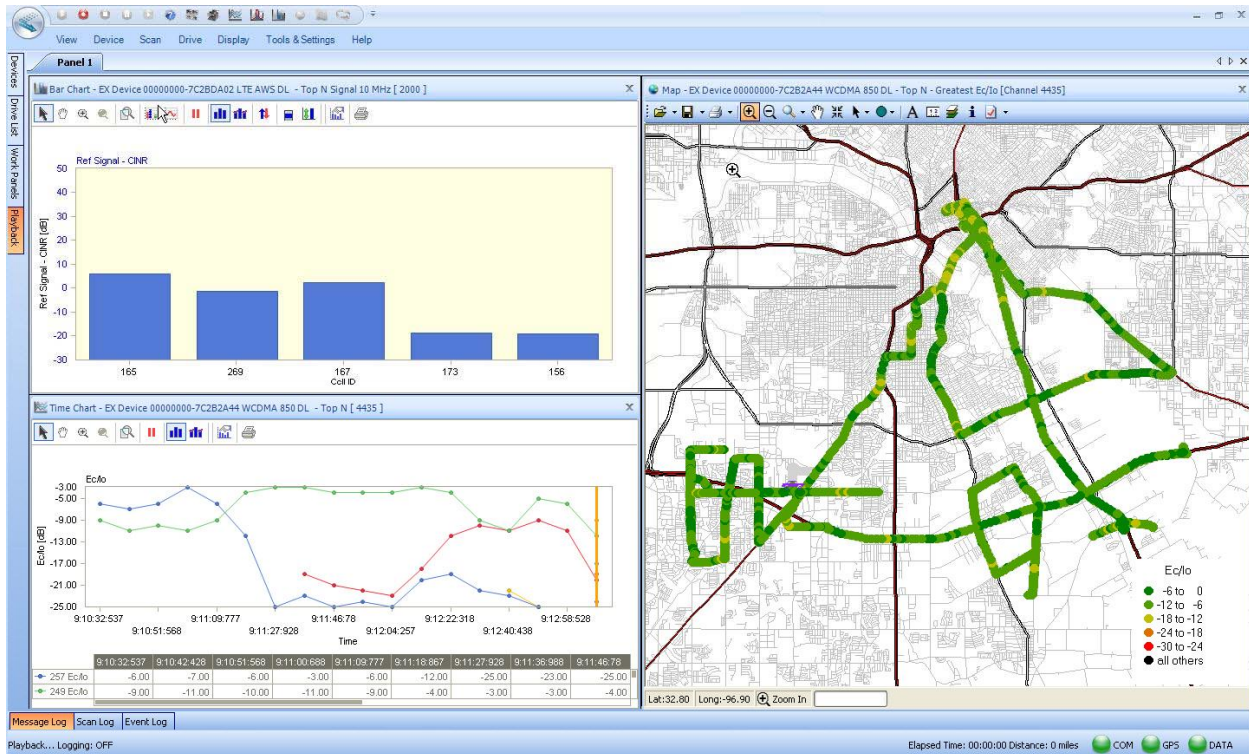 View Device Scan Drive Display Tools & Settings Help
Panel 1
Devices
Drive List
Work Panels
Playback
Bar Chart - EX Device 00000000-7C2BDA02 LTE AWS DL - Top N Signal 10 MHz [ 2000 ]
Ref Signal - CINR
Ref Signal - CINR [dB]
50
40
30
20
10
0
-10
-20
-30
165 269 167 173 156
Cell ID
Time Chart - EX Device 00000000-7C2B2A44 WCDMA 850 DL - Top N [ 4435 ]
Ec/Io
Ec/Io [dB]
-3.00
-5.00
-9.00
-13.00
-17.00
-21.00
-25.00
9:10:32:537 9:11:09:777 9:11:46:78 9:12:22:318 9:12:58:528
9:10:51:568 9:11:27:928 9:12:04:257 9:12:40:438
Time
9:10:32:537 9:10:42:428 9:10:51:568 9:11:00:688 9:11:09:777 9:11:18:867 9:11:27:928 9:11:36:988 9:11:46:78
257 Ec/Io -6.00 -7.00 -6.00 -3.00 -6.00 -12.00 -25.00 -23.00 -25.00
249 Ec/Io -9.00 -11.00 -10.00 -11.00 -9.00 -4.00 -3.00 -3.00 -4.00
Map - EX Device 00000000-7C2B2A44 WCDMA 850 DL - Top N - Greatest Ec/Io [Channel 4435]
A
i
Ec/Io
-6 to 0
-12 to -6
-18 to -12
-24 to -18
-30 to -24
all others
Lat:32.80 Long:-96.90 Zoom In
Message Log Scan Log Event Log
Playback... Logging: OFF
Elapsed Time: 00:00:00 Distance: 0 miles COM GPS DATA